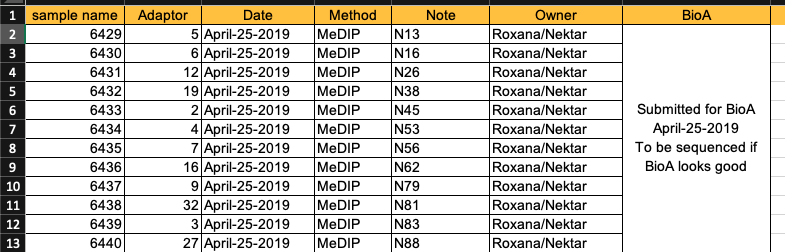 1 sample name Adaptor Date Method Note Owner BioA
2 6429 5 April-25-2019 MeDIP N13 Roxana/Nektar
3 6430 6 April-25-2019 MeDIP N16 Roxana/Nektar
4 6431 12 April-25-2019 MeDIP N26 Roxana/Nektar
5 6432 19 April-25-2019 MeDIP N38 Roxana/Nektar
6 6433 2 April-25-2019 MeDIP N45 Roxana/Nektar
7 6434 4 April-25-2019 MeDIP N53 Roxana/Nektar
8 6435 7 April-25-2019 MeDIP N56 Roxana/Nektar
9 6436 16 April-25-2019 MeDIP N62 Roxana/Nektar
10 6437 9 April-25-2019 MeDIP N79 Roxana/Nektar
11 6438 32 April-25-2019 MeDIP N81 Roxana/Nektar
12 6439 3 April-25-2019 MeDIP N83 Roxana/Nektar
13 6440 27 April-25-2019 MeDIP N88 Roxana/Nektar
Submitted for BioA
April-25-2019
To be sequenced if
BioA looks good